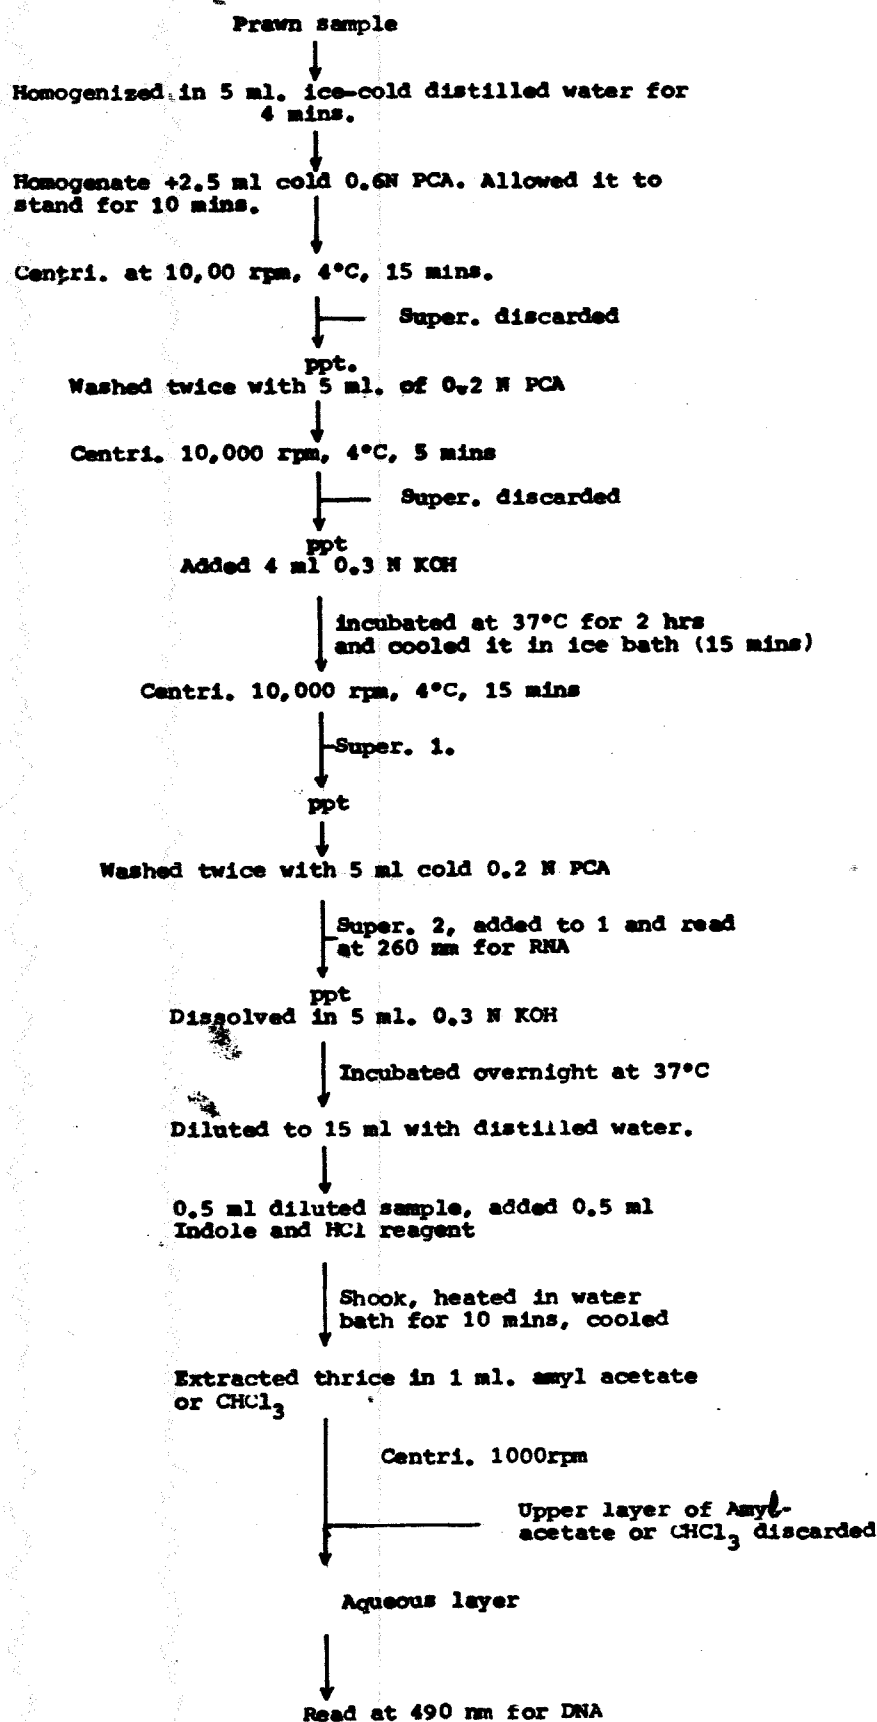 Prawn sample
Homogenized in 5 ml. ice-cold distilled water for
4 mins.
Homogenate +2.5 ml cold 0.6N PCA. Allowed it to
stand for 10 mins.
Centri. at 10,00 rpm, 4°C, 15 mins.
Super. discarded
ppt.
Washed twice with 5 ml. of 0.2 N PCA
Centri. 10,000 rpm, 4°C, 5 mins
Super. discarded
ppt
Added 4 ml 0.3 N KOH
incubated at 37°C for 2 hrs
and cooled it in ice bath (15 mins)
Centri. 10,000 rpm, 4°C, 15 mins
Super. 1.
ppt
Washed twice with 5 ml cold 0.2 N PCA
Super. 2, added to 1 and read
at 260 nm for RNA
ppt
Dissolved in 5 ml. 0.3 N KOH
Incubated overnight at 37°C
Diluted to 15 ml with distilled water.
0.5 ml diluted sample, added 0.5 ml
Indole and HCl reagent
Shook, heated in water
bath for 10 mins, cooled
Extracted thrice in 1 ml. amyl acetate
or CHCl3
Centri. 1000rpm
Upper layer of Amyl-
acetate or CHCl3 discarded
Aqueous layer
Read at 490 nm for DNA